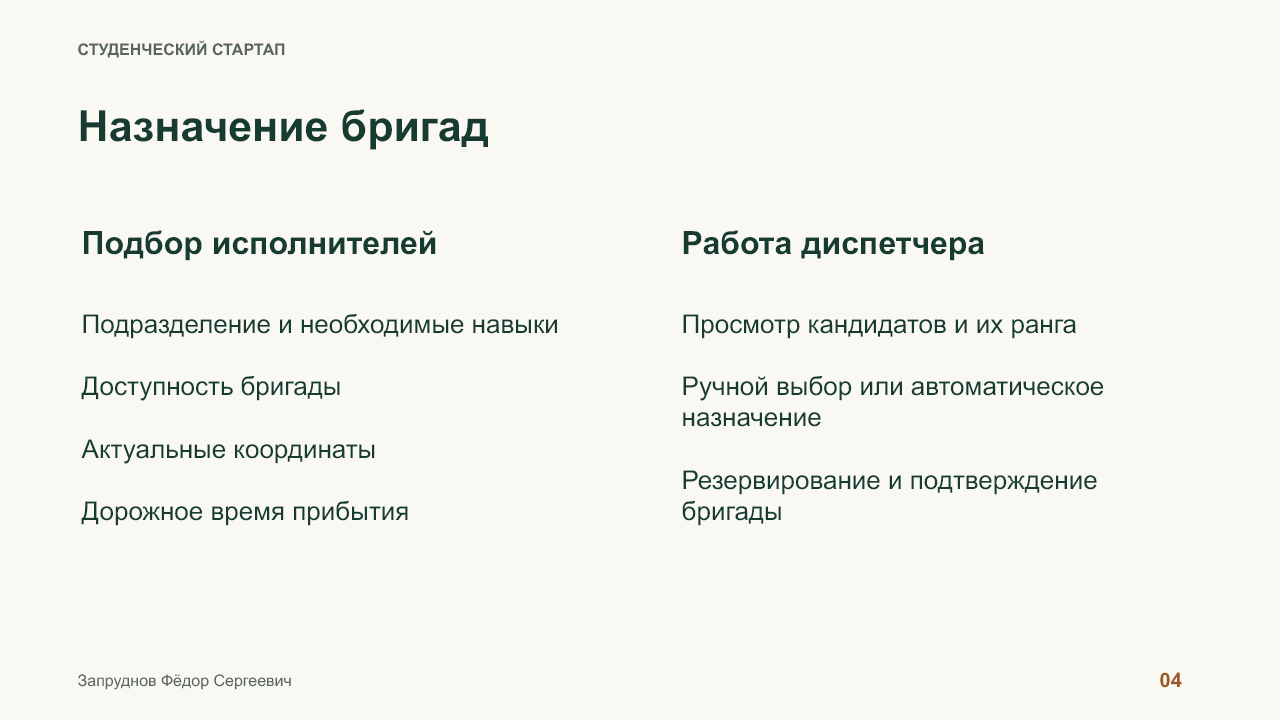 СТУДЕНЧЕСКИЙ СТАРТАП
Назначение бригад
Подбор исполнителей
Подразделение и необходимые навыки
Доступность бригады
Актуальные координаты
Дорожное время прибытия
Работа диспетчера
Просмотр кандидатов и их ранга
Ручной выбор или автоматическое
назначение
Резервирование и подтверждение
бригады
Запруднов Фёдор Сергеевич
04